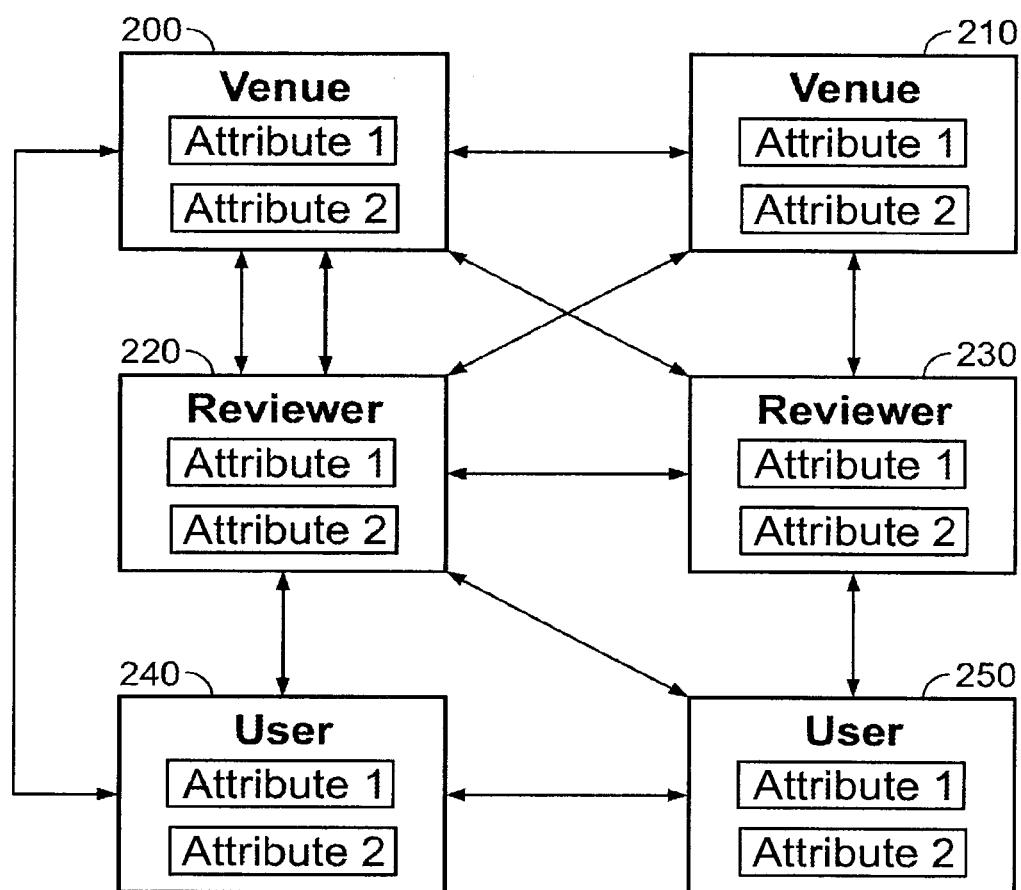 200
Venue
Attribute 1
Attribute 2
210
Venue
Attribute 1
Attribute 2
220
Reviewer
Attribute 1
Attribute 2
230
Reviewer
Attribute 1
Attribute 2
240
User
Attribute 1
Attribute 2
250
User
Attribute 1
Attribute 2